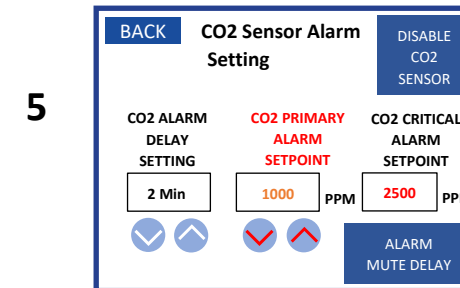 BACK
CO2 Sensor Alarm
Setting
DISABLE
CO2
SENSOR
5
CO2 ALARM
DELAY
SETTING
CO2 PRIMARY
ALARM
SETPOINT
CO2 CRITICAL
ALARM
SETPOINT
2 Min
1000
PPM
2500
ALARM
MUTE DELAY